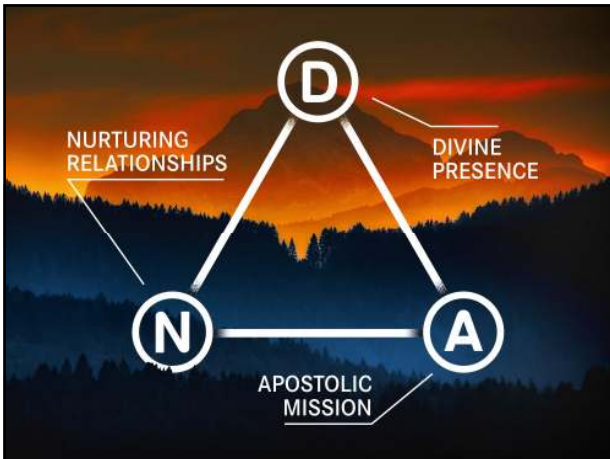 D
NURTURING
RELATIONSHIPS
DIVINE
PRESENCE
N
A
APOSTOLIC
MISSION